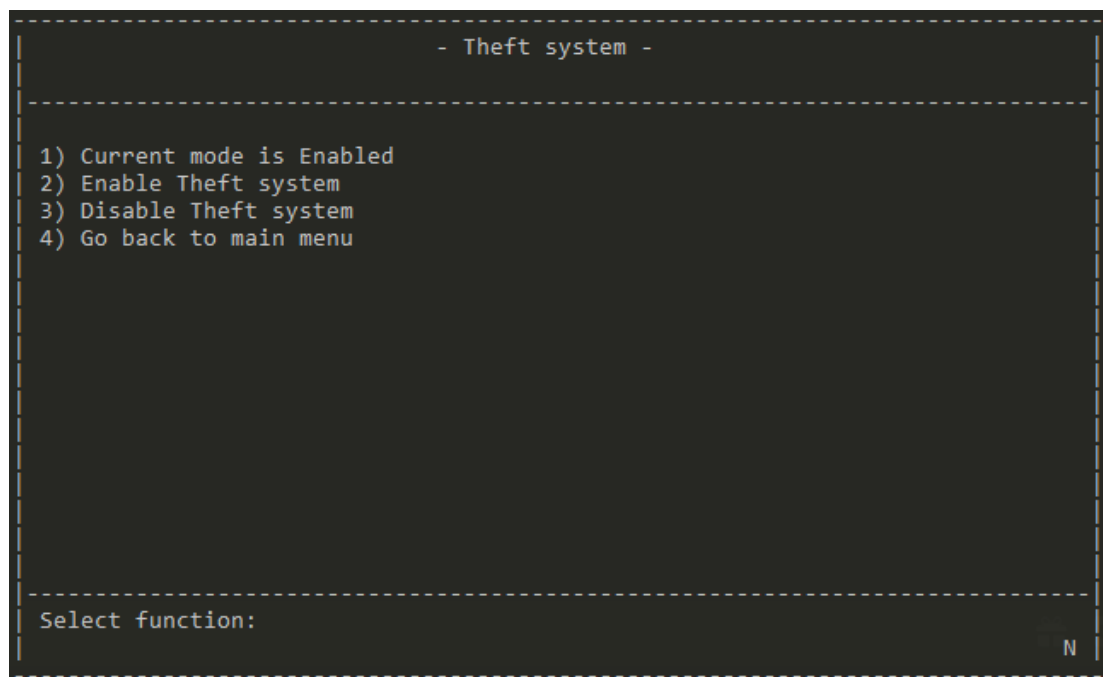 - Theft system -
1) Current mode is Enabled
2) Enable Theft system
3) Disable Theft system
4) Go back to main menu
Select function:
N